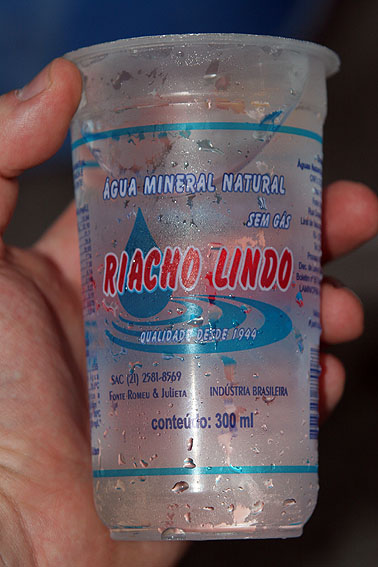 ÁGUA MINERAL NATURAL
SEM GÁS
RIACHO LINDO
QUALIDADE DESDE 1944
SAC (21) 2581-8569
FONTE ROMEU & JULIETA
INDÚSTRIA BRASILEIRA
conteúdo: 300 ml